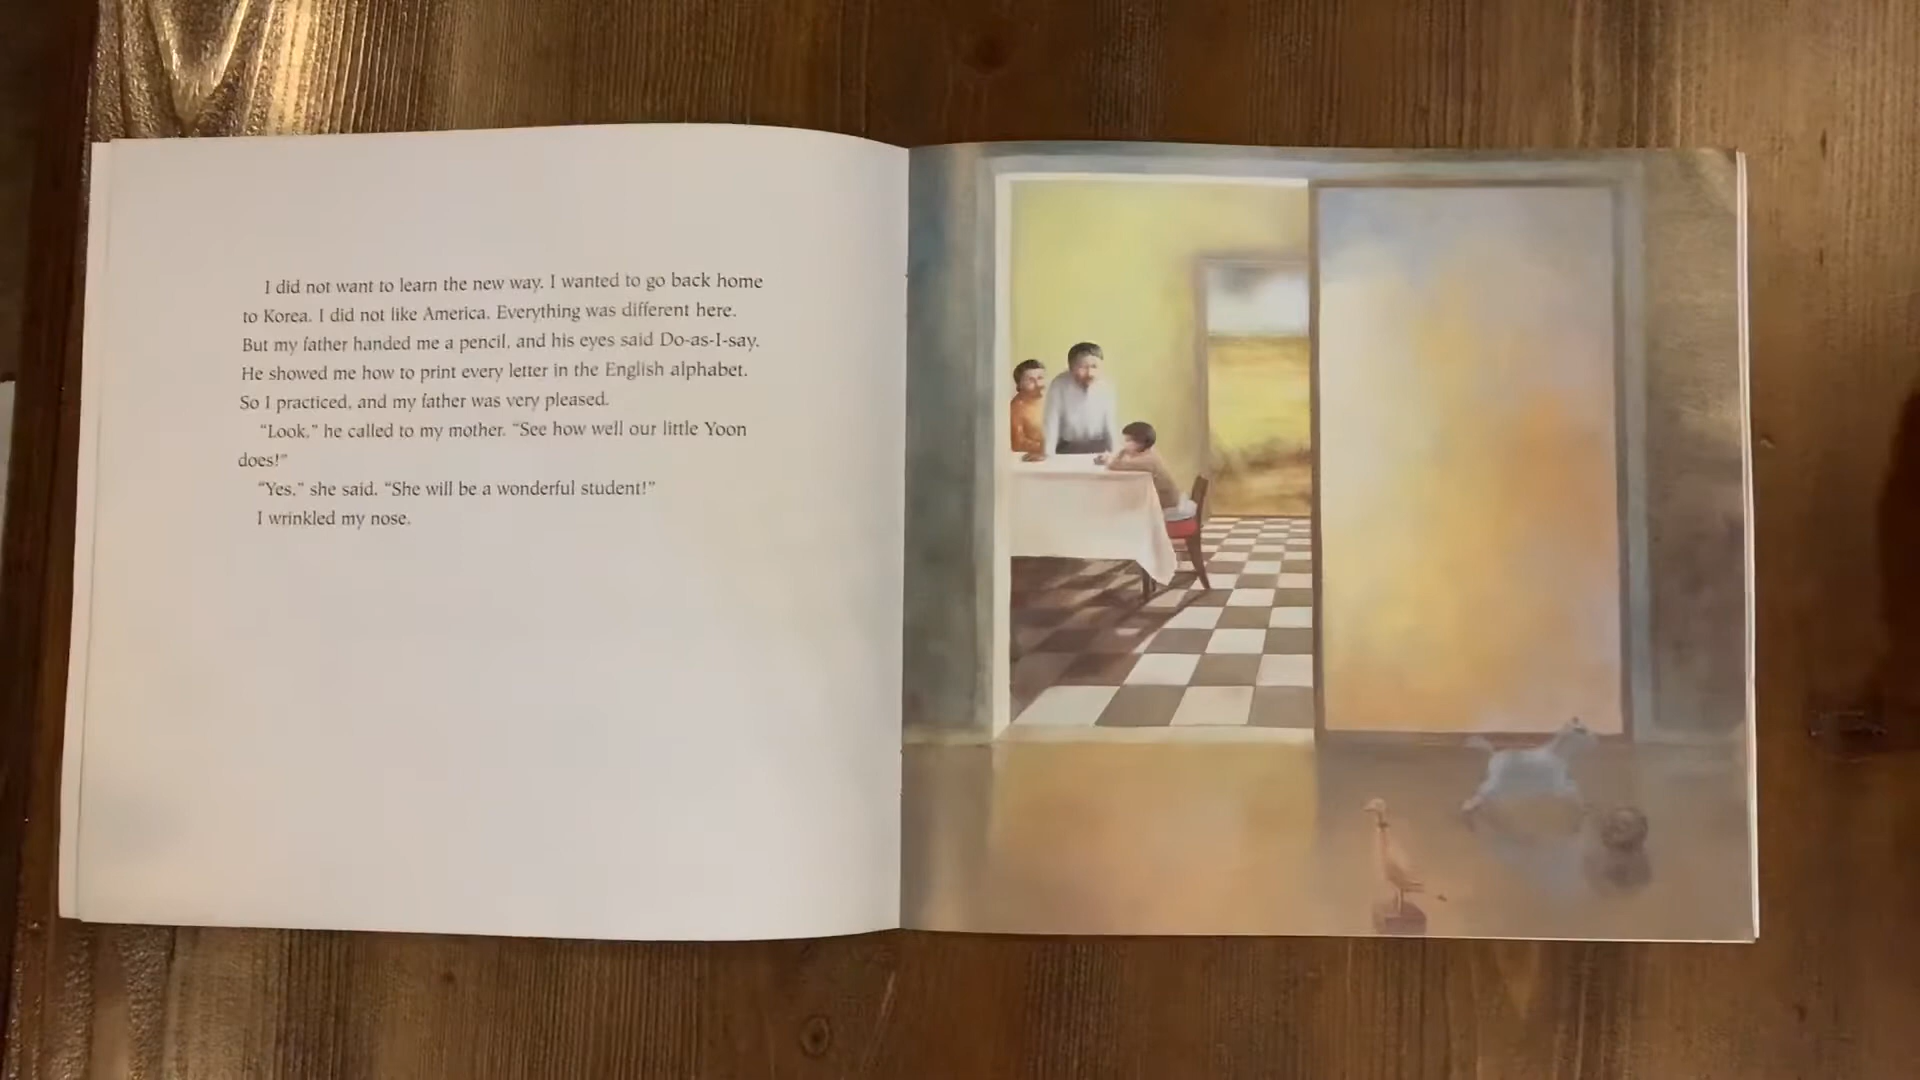 I did not want to learn the new way. I wanted to go back home
to Korea. I did not like America. Everything was different here.
But my father handed me a pencil, and his eyes said Do-as-I-say.
He showed me how to print every letter in the English alphabet.
So I practiced, and my father was very pleased.
“Look,” he called to my mother. “See how well our little Yoon
does!”
“Yes,” she said. “She will be a wonderful student!”
I wrinkled my nose.